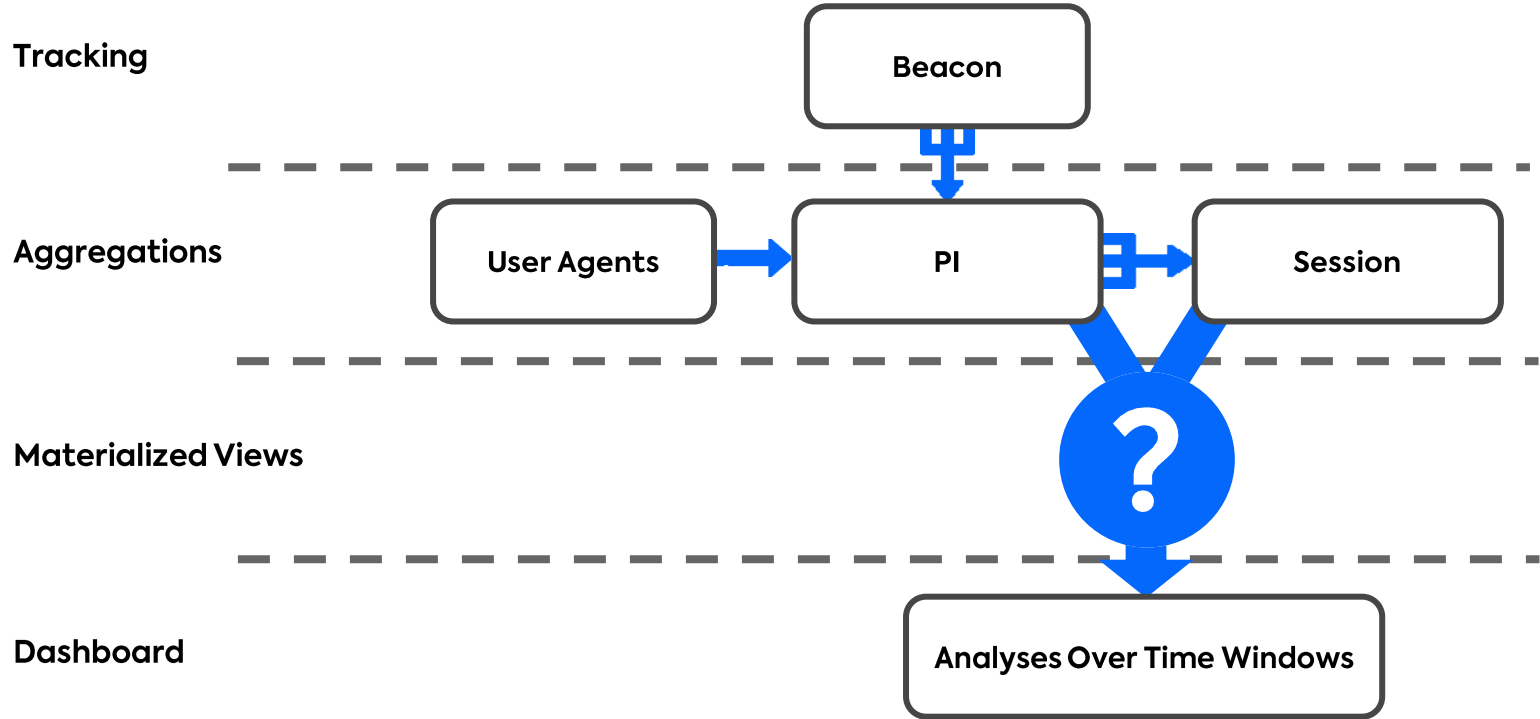 Tracking
Beacon
Aggregations
User Agents
PI
Session
Materialized Views
?
Dashboard
Analyses Over Time Windows